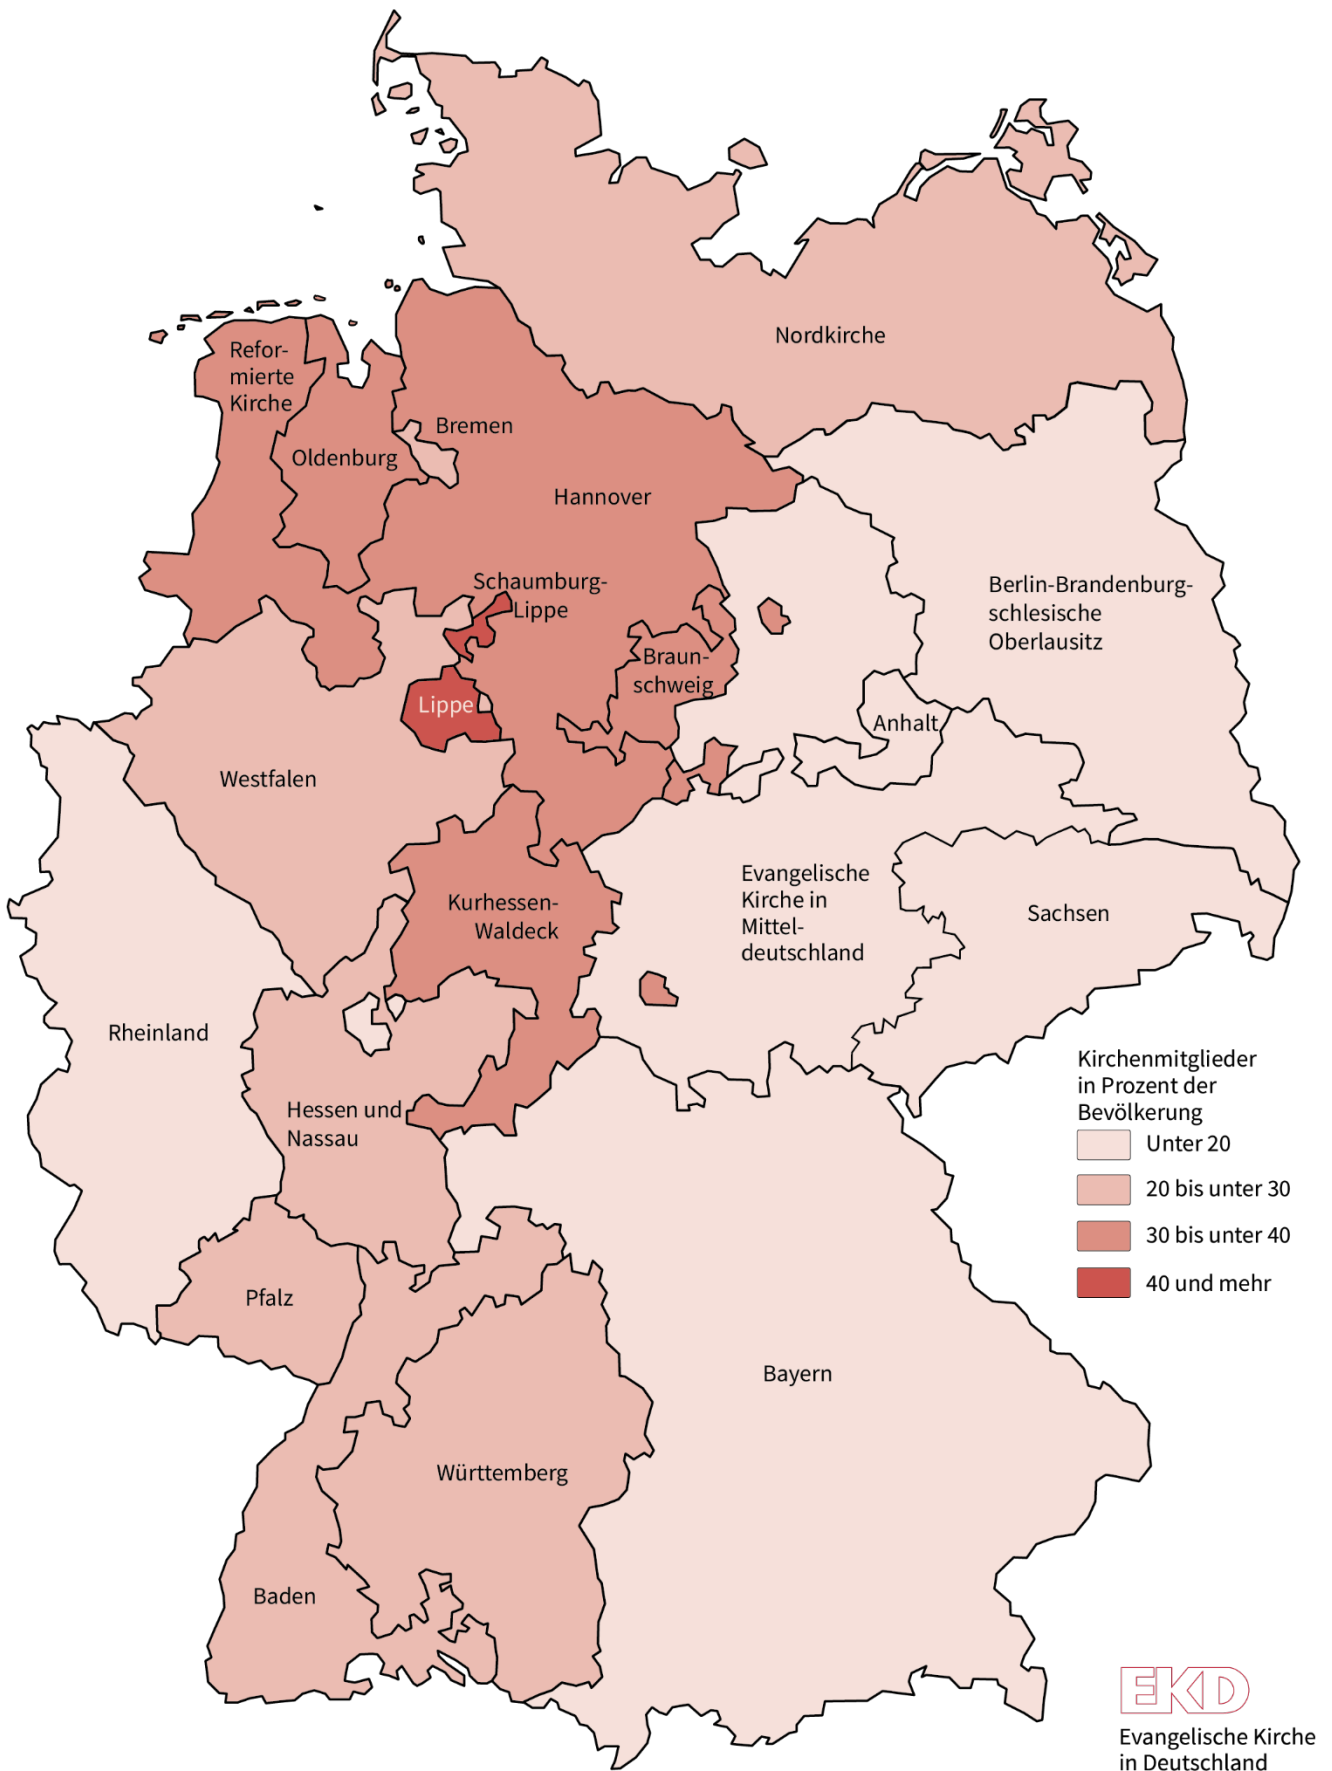 Nordkirche
Refor-
mierte
Kirche
Bremen
Oldenburg
Hannover
Schaumburg-
Lippe
Berlin-Brandenburg-
schlesische
Oberlausitz
Braun-
schweig
Lippe
Anhalt
Westfalen
Evangelische
Kirche in
Mittel-
deutschland
Kurhessen-
Waldeck
Sachsen
Rheinland
Hessen und
Nassau
Pfalz
Bayern
Württemberg
Baden
Kirchenmitglieder
in Prozent der
Bevölkerung
Unter 20
20 bis unter 30
30 bis unter 40
40 und mehr
EKD
Evangelische Kirche
in Deutschland